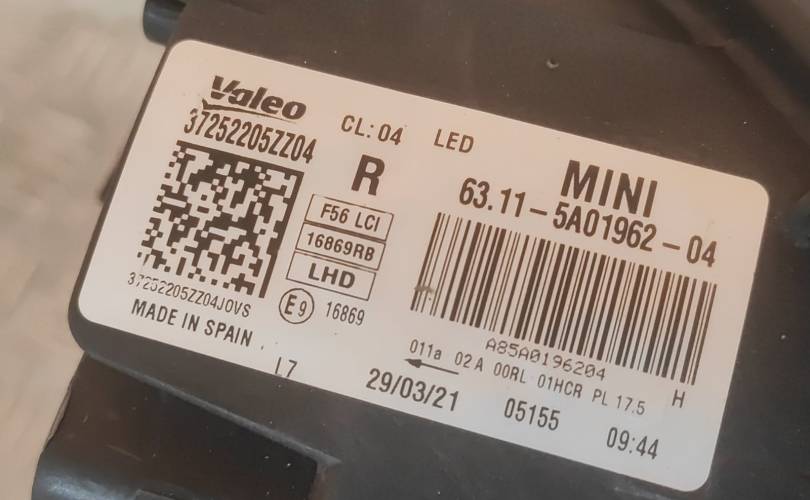 Valeo
37252205ZZ04
CL: 04 LED
R
MINI
63.11-5A01962-04
F56 LCI
16869RB
LHD
37252205ZZ04J0VS
E9 16869
MADE IN SPAIN
A85A0196204
011a 02A 00RL 01HCR PL 17.5 H
L7
29/03/21 05155 09:44